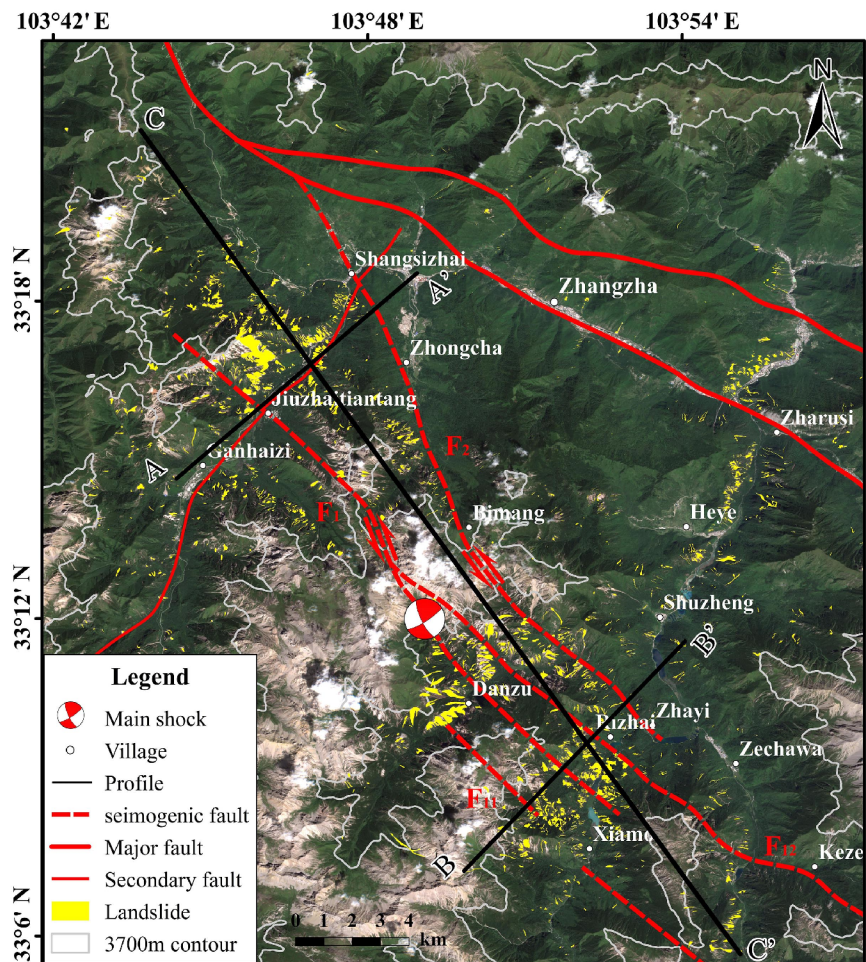 103°42' E 103°48' E 103°54' E
N
C
Shangsizhai
A'
33°18' N
Zhangzha
Zhongcha
Jiuzhaitiantang
Zharusi
A
Ganhaizi
F2
F1
Bimang
Heye
33°12' N
Shuzheng
B'
Danzu
Zhayi
Rizhai
Zechawa
F11
Xiamo
F12
Keze
B
33°6' N
C'
Legend
Main shock
Village
Profile
seimogenic fault
Major fault
Secondary fault
Landslide
3700m contour
0 1 2 3 4
km